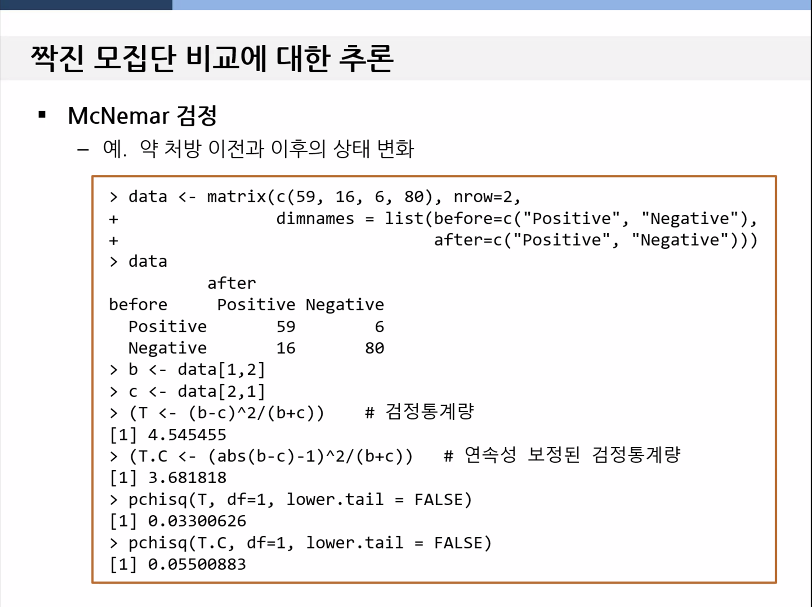 짝진 모집단 비교에 대한 추론
▪ McNemar 검정
– 예. 약 처방 이전과 이후의 상태 변화
> data <- matrix(c(59, 16, 6, 80), nrow=2,
+                dimnames = list(before=c("Positive", "Negative"),
+                                after=c("Positive", "Negative")))
> data
          after
before     Positive Negative
  Positive       59        6
  Negative       16       80
> b <- data[1,2]
> c <- data[2,1]
> (T <- (b-c)^2/(b+c))    # 검정통계량
[1] 4.545455
> (T.C <- (abs(b-c)-1)^2/(b+c))   # 연속성 보정된 검정통계량
[1] 3.681818
> pchisq(T, df=1, lower.tail = FALSE)
[1] 0.03300626
> pchisq(T.C, df=1, lower.tail = FALSE)
[1] 0.05500883